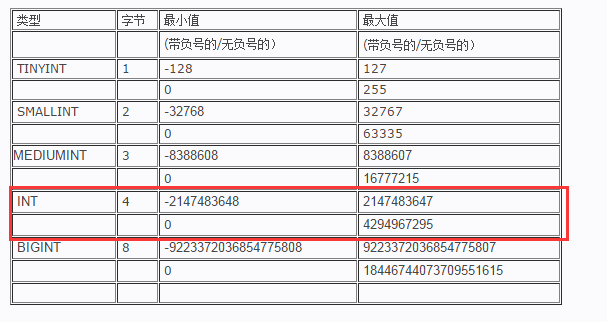 类型 字节 最小值 最大值
(带负号的/无负号的) (带负号的/无负号的)
TINYINT 1 -128 127
0 255
SMALLINT 2 -32768 32767
0 63335
MEDIUMINT 3 -8388608 8388607
0 16777215
INT 4 -2147483648 2147483647
0 4294967295
BIGINT 8 -9223372036854775808 9223372036854775807
0 18446744073709551615